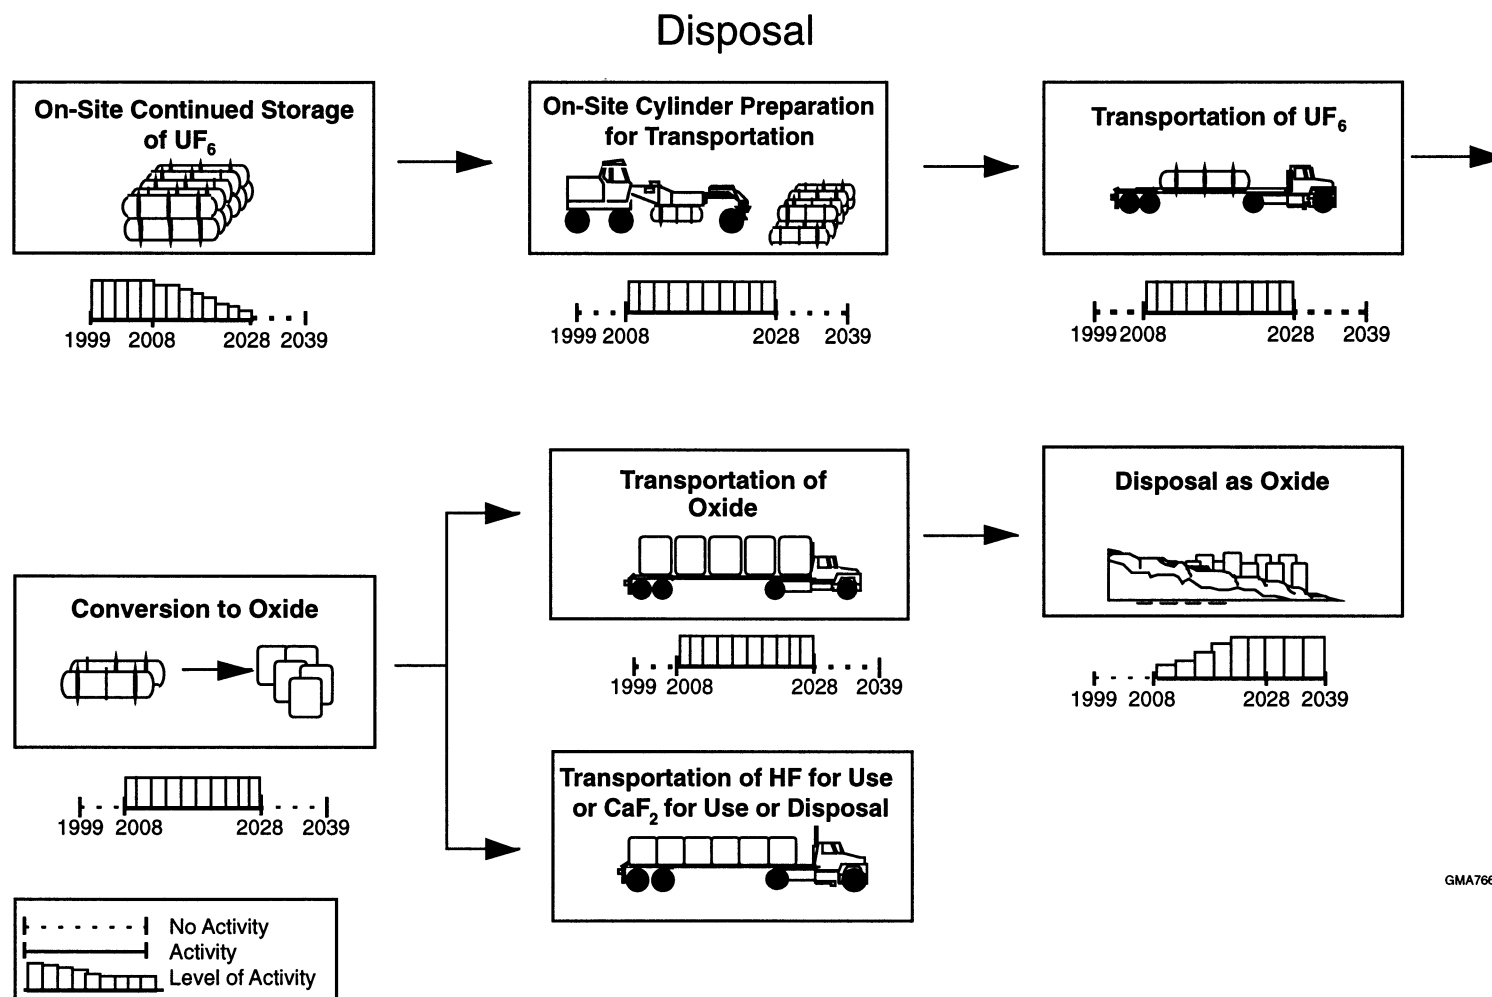 Disposal
On-Site Continued Storage
of UF6
1999 2008 2028 2039
On-Site Cylinder Preparation
for Transportation
1999 2008 2028 2039
Transportation of UF6
1999 2008 2028 2039
Conversion to Oxide
1999 2008 2028 2039
Transportation of
Oxide
1999 2008 2028 2039
Disposal as Oxide
1999 2008 2028 2039
Transportation of HF for Use
or CaF2 for Use or Disposal
No Activity
Activity
Level of Activity
GMA766